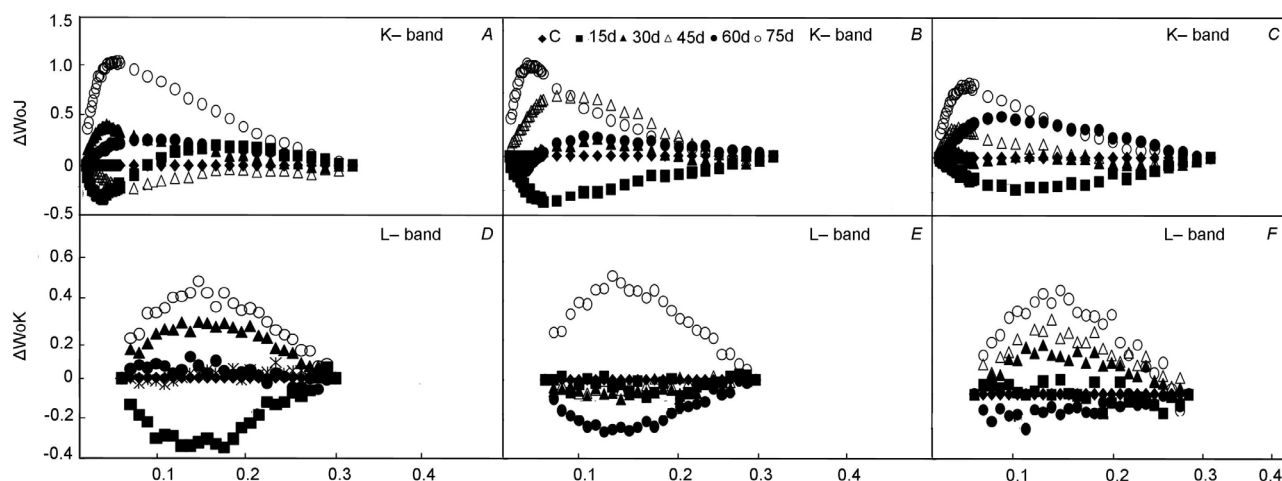 1.5
1.0
0.5
0
-0.5
ΔWoJ
K– band A
C 15d 30d 45d 60d 75d
K– band B
K– band C
0.6
0.4
0.2
0
-0.2
-0.4
ΔWoK
L– band D
L– band E
L– band F
0.1 0.2 0.3 0.4
0.1 0.2 0.3
0.1 0.2 0.3 0.4